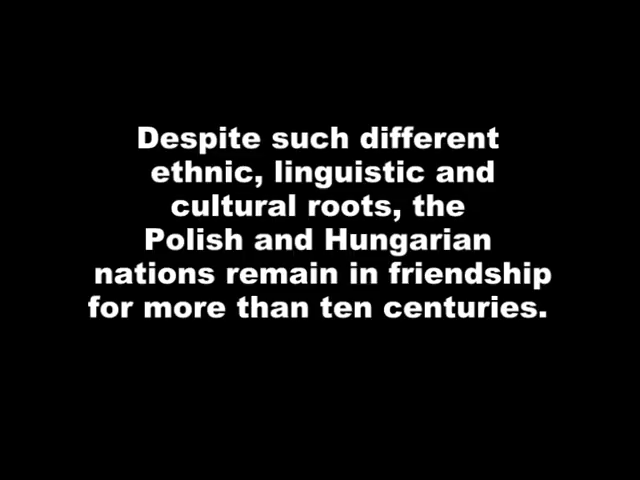 Despite such different
ethnic, linguistic and
cultural roots, the
Polish and Hungarian
nations remain in friendship
for more than ten centuries.